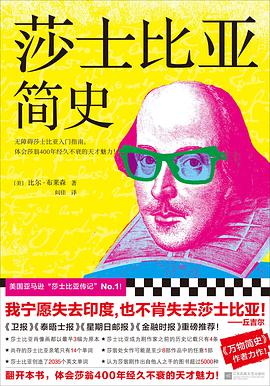 莎士比亚
简史
无障碍莎士比亚入门指南,
体会莎翁400年经久不衰的天才魅力!
[美] 比尔·布莱森 著
闾佳 译
美国亚马逊“莎士比亚传记”No.1!
我宁愿失去印度,也不肯失去莎士比亚!
——丘吉尔
《卫报》《泰晤士报》《星期日邮报》《金融时报》重磅推荐!
《万物简史》
作者力作!
翻开本书,体会莎翁400年经久不衰的天才魅力!